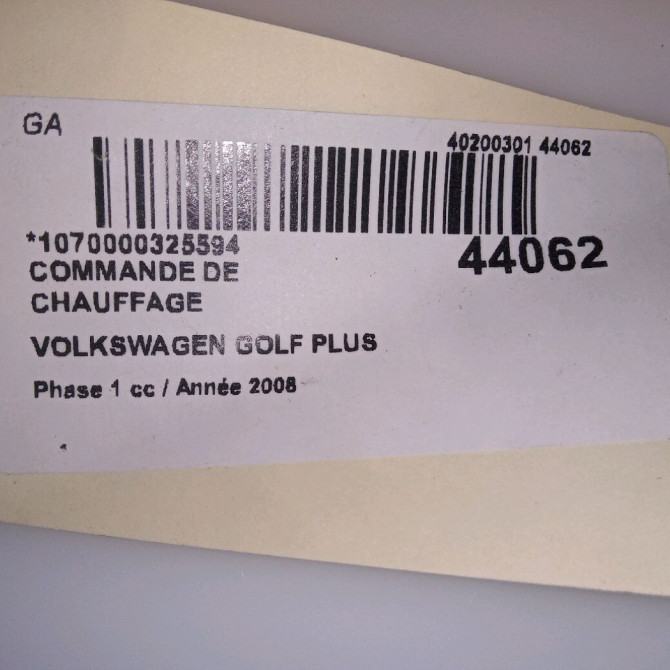 GA
40200301 44062
*1070000325594
44062
COMMANDE DE
CHAUFFAGE
VOLKSWAGEN GOLF PLUS
Phase 1 cc / Année 2008